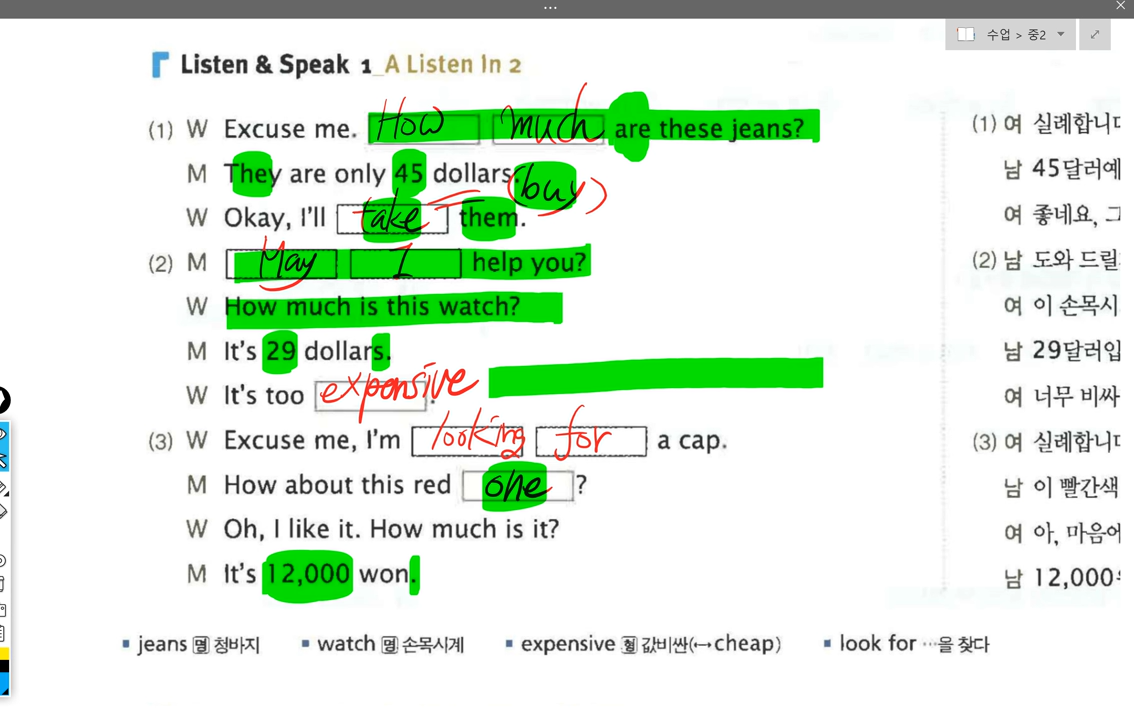 수업 > 중2
Listen & Speak 1_A Listen In 2
(1) W Excuse me. How much are these jeans?
M They are only 45 dollars.
(buy)
W Okay, I'll take them.
(2) M May I help you?
W How much is this watch?
M It's 29 dollars.
W It's too expensive.
(3) W Excuse me, I'm looking for a cap.
M How about this red one?
W Oh, I like it. How much is it?
M It's 12,000 won.
(1) 여 실례합니
남 45달러예
여 좋네요, 그
(2) 남 도와 드릴
여 이 손목시
남 29달러입
여 너무 비싸
(3) 여 실례합니
남 이 빨간색
여 아, 마음에
남 12,000
▪ jeans 명 청바지 ▪ watch 명 손목시계 ▪ expensive 형 값비싼(↔cheap) ▪ look for …을 찾다